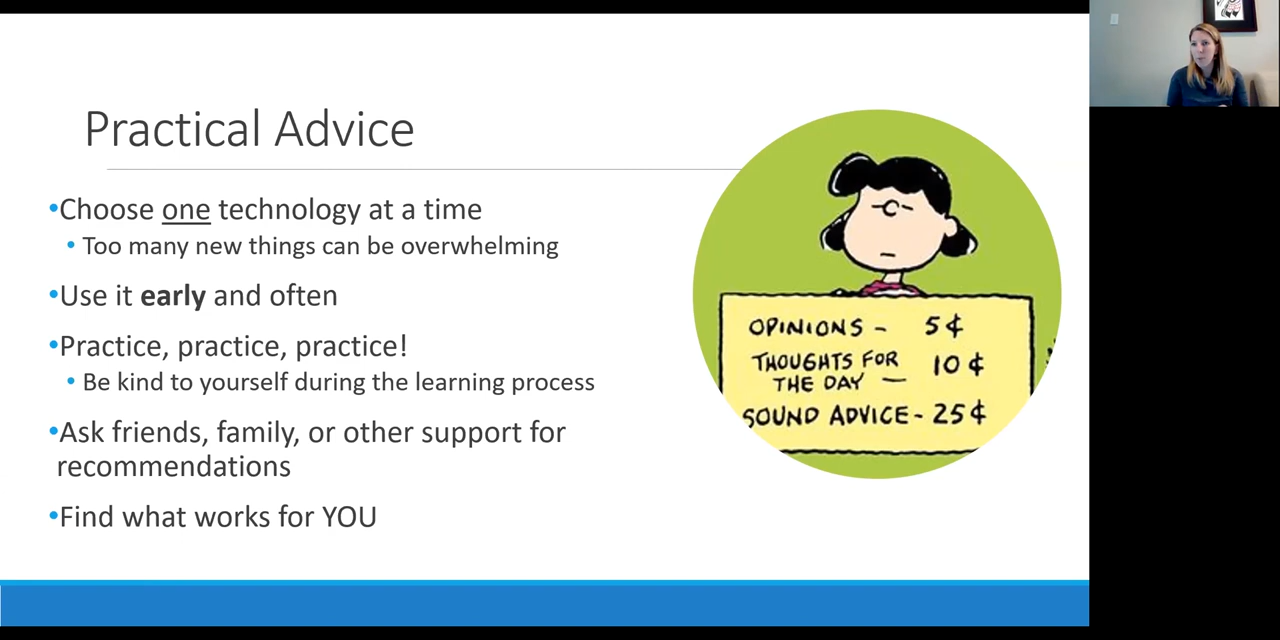 Practical Advice
•Choose one technology at a time
• Too many new things can be overwhelming
•Use it early and often
•Practice, practice, practice!
• Be kind to yourself during the learning process
•Ask friends, family, or other support for
recommendations
•Find what works for YOU
OPINIONS - 5¢
THOUGHTS FOR
THE DAY — 10¢
SOUND ADVICE - 25¢